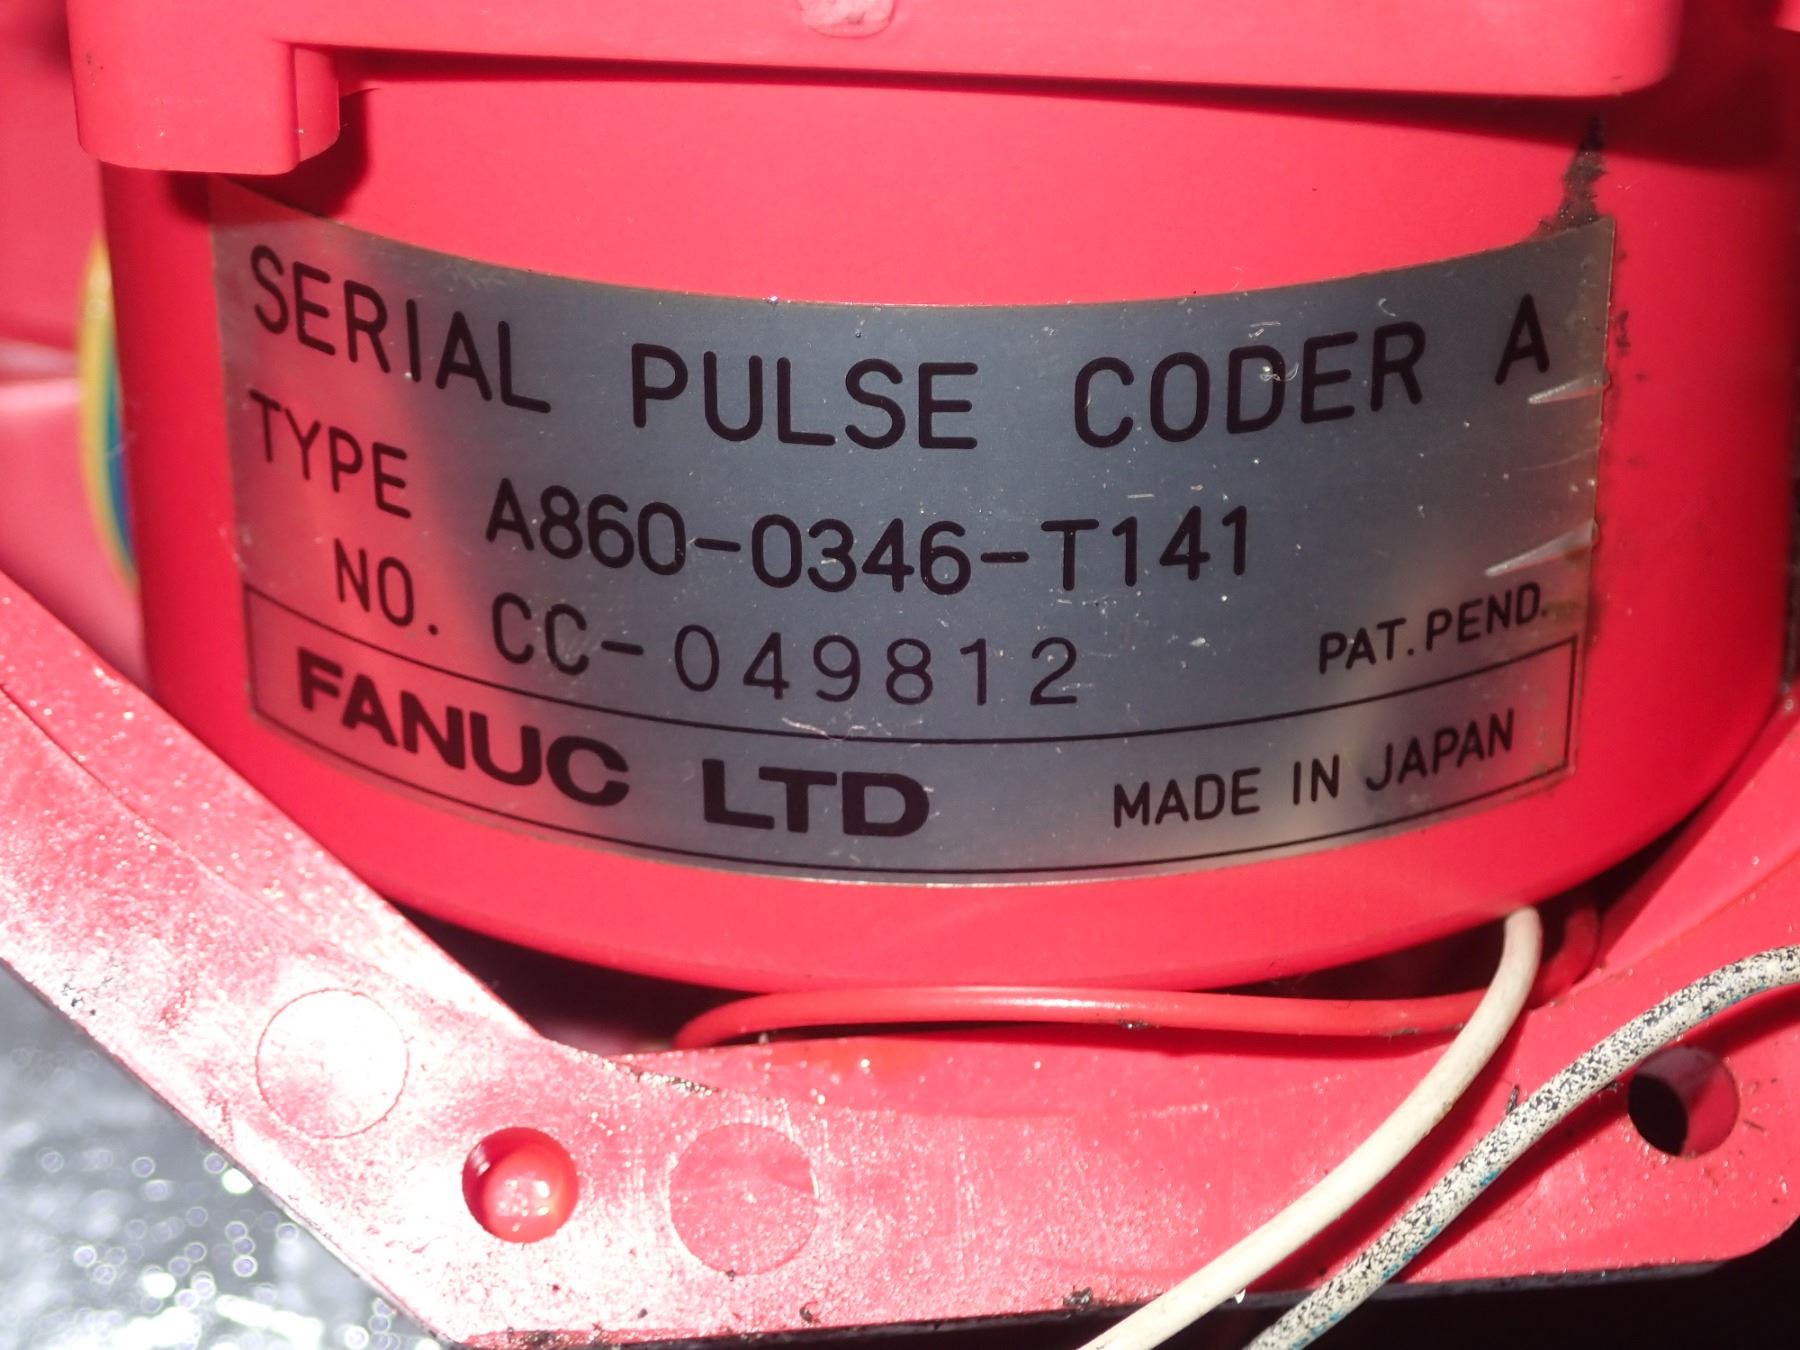 SERIAL PULSE CODER A
TYPE A860-0346-T141
NO. CC-049812 PAT. PEND.
FANUC LTD MADE IN JAPAN